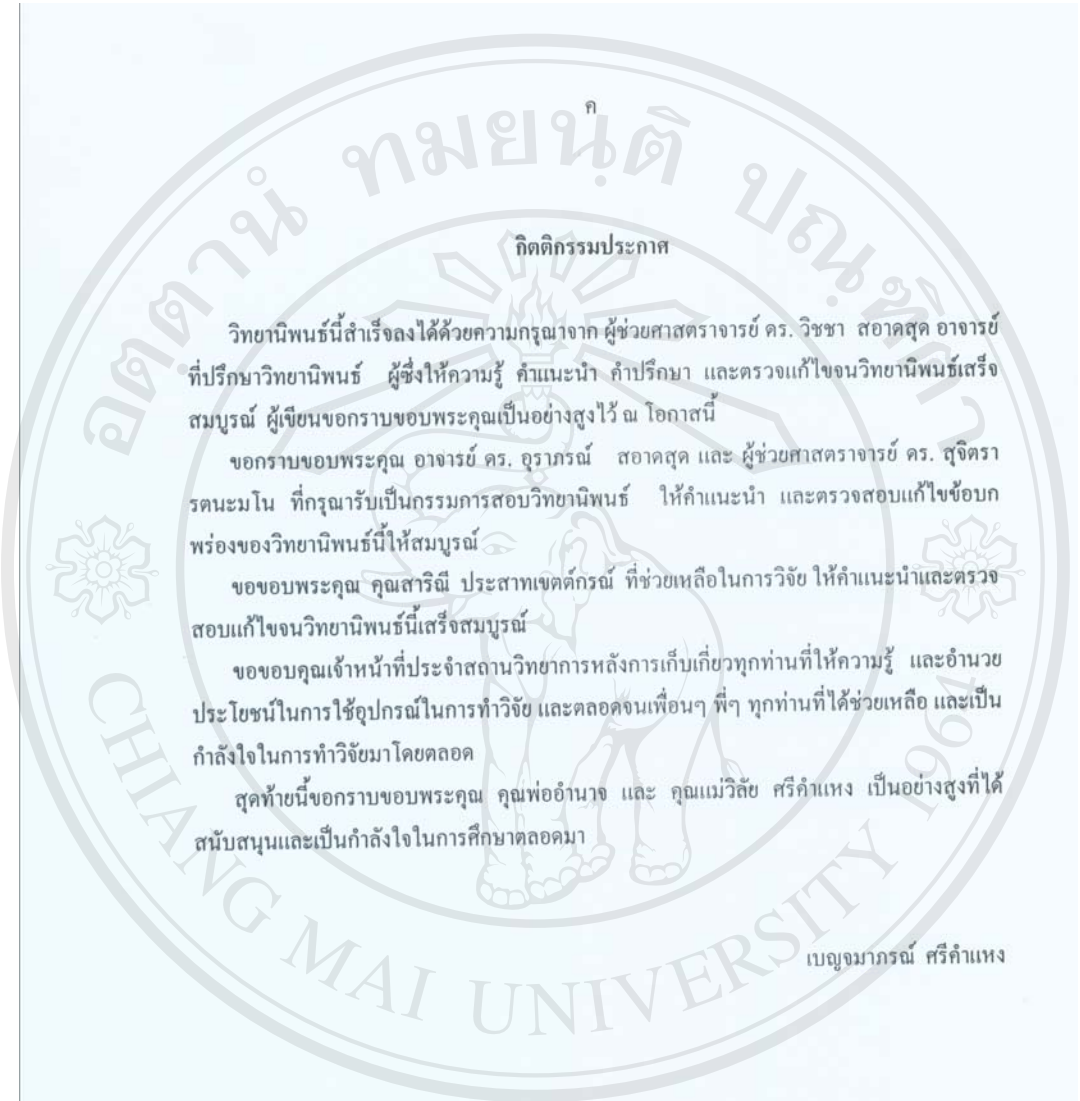 ค
กิตติกรรมประกาศ
วิทยานิพนธ์นี้สำเร็จลงได้ด้วยความกรุณาจาก ผู้ช่วยศาสตราจารย์ ดร. วิชชา สอาดสุด อาจารย์
ที่ปรึกษาวิทยานิพนธ์ ผู้ซึ่งให้ความรู้ คำแนะนำ คำปรึกษา และตรวจแก้ไขจนวิทยานิพนธ์เสร็จ
สมบูรณ์ ผู้เขียนขอกราบขอบพระคุณเป็นอย่างสูงไว้ ณ โอกาสนี้
ขอกราบขอบพระคุณ อาจารย์ ดร. อุราภรณ์ สอาดสุด และ ผู้ช่วยศาสตราจารย์ ดร. สุจิตรา
รตนะมโน ที่กรุณารับเป็นกรรมการสอบวิทยานิพนธ์ ให้คำแนะนำ และตรวจสอบแก้ไขข้อบก
พร่องของวิทยานิพนธ์นี้ให้สมบูรณ์
ขอขอบพระคุณ คุณสาริณี ประสาทเขตต์กรณ์ ที่ช่วยเหลือในการวิจัย ให้คำแนะนำและตรวจ
สอบแก้ไขจนวิทยานิพนธ์นี้เสร็จสมบูรณ์
ขอขอบคุณเจ้าหน้าที่ประจำสถานวิทยาการหลังการเก็บเกี่ยวทุกท่านที่ให้ความรู้ และอำนวย
ประโยชน์ในการใช้อุปกรณ์ในการทำวิจัย และตลอดจนเพื่อนๆ พี่ๆ ทุกท่านที่ได้ช่วยเหลือ และเป็น
กำลังใจในการทำวิจัยมาโดยตลอด
สุดท้ายนี้ขอกราบขอบพระคุณ คุณพ่ออำนาจ และ คุณแม่วิลัย ศรีคำแหง เป็นอย่างสูงที่ได้
สนับสนุนและเป็นกำลังใจในการศึกษาตลอดมา
เบญจมาภรณ์ ศรีคำแหง
อตฺตานํ ทมยนฺติ ปณฺฑิตา
CHIANG MAI UNIVERSITY 1964